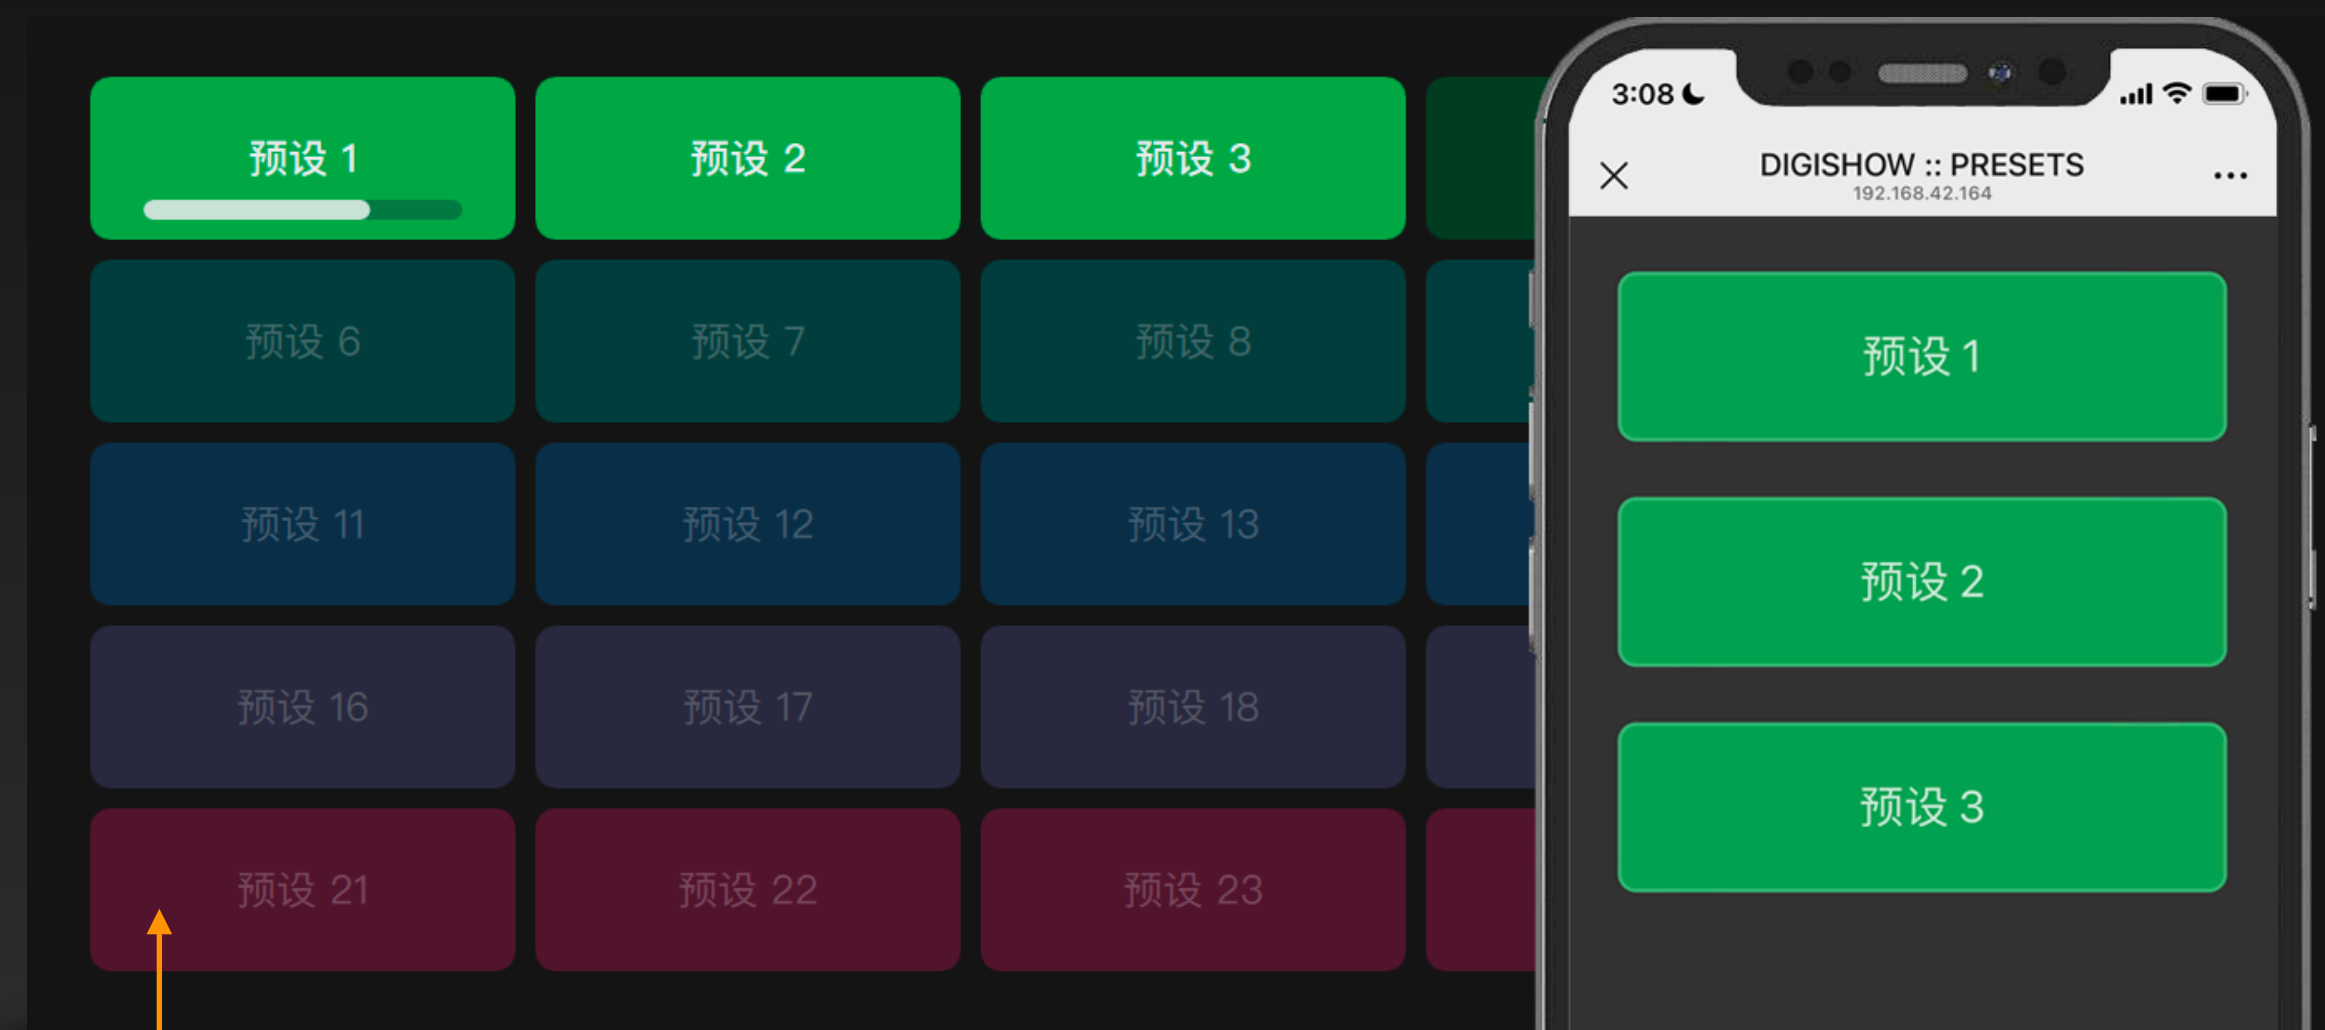 预设 1
预设 2
预设 3
预设 6
预设 7
预设 8
预设 11
预设 12
预设 13
预设 16
预设 17
预设 18
预设 21
预设 22
预设 23
3:08
DIGISHOW :: PRESETS
192.168.42.164
预设 1
预设 2
预设 3